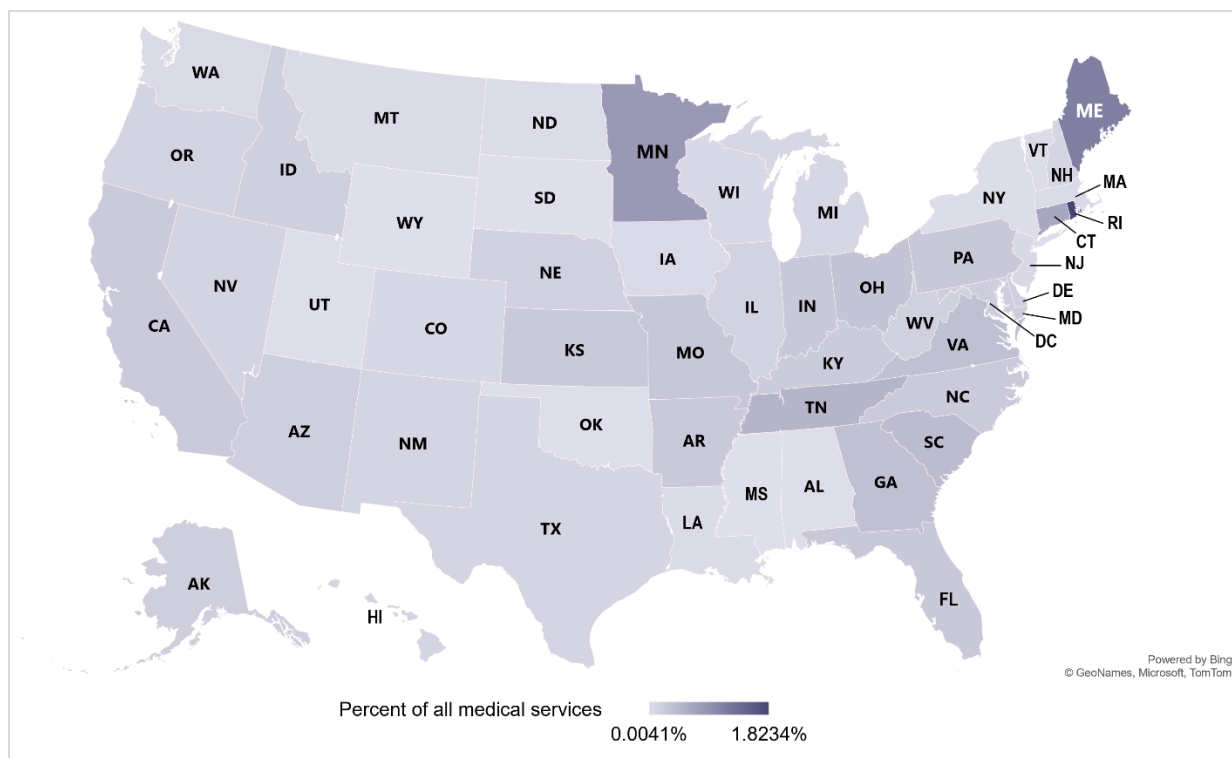 WA
MT
ND
MN
ME
OR
ID
SD
WI
VT
NH
MA
WY
MI
NY
RI
CT
NE
IA
PA
NJ
NV
UT
CO
IL
IN
OH
DE
MD
DC
CA
KS
MO
WV
VA
KY
AZ
NM
OK
AR
TN
NC
SC
MS
AL
GA
TX
LA
AK
HI
FL
Powered by Bing
© GeoNames, Microsoft, TomTom
Percent of all medical services
0.0041% 1.8234%